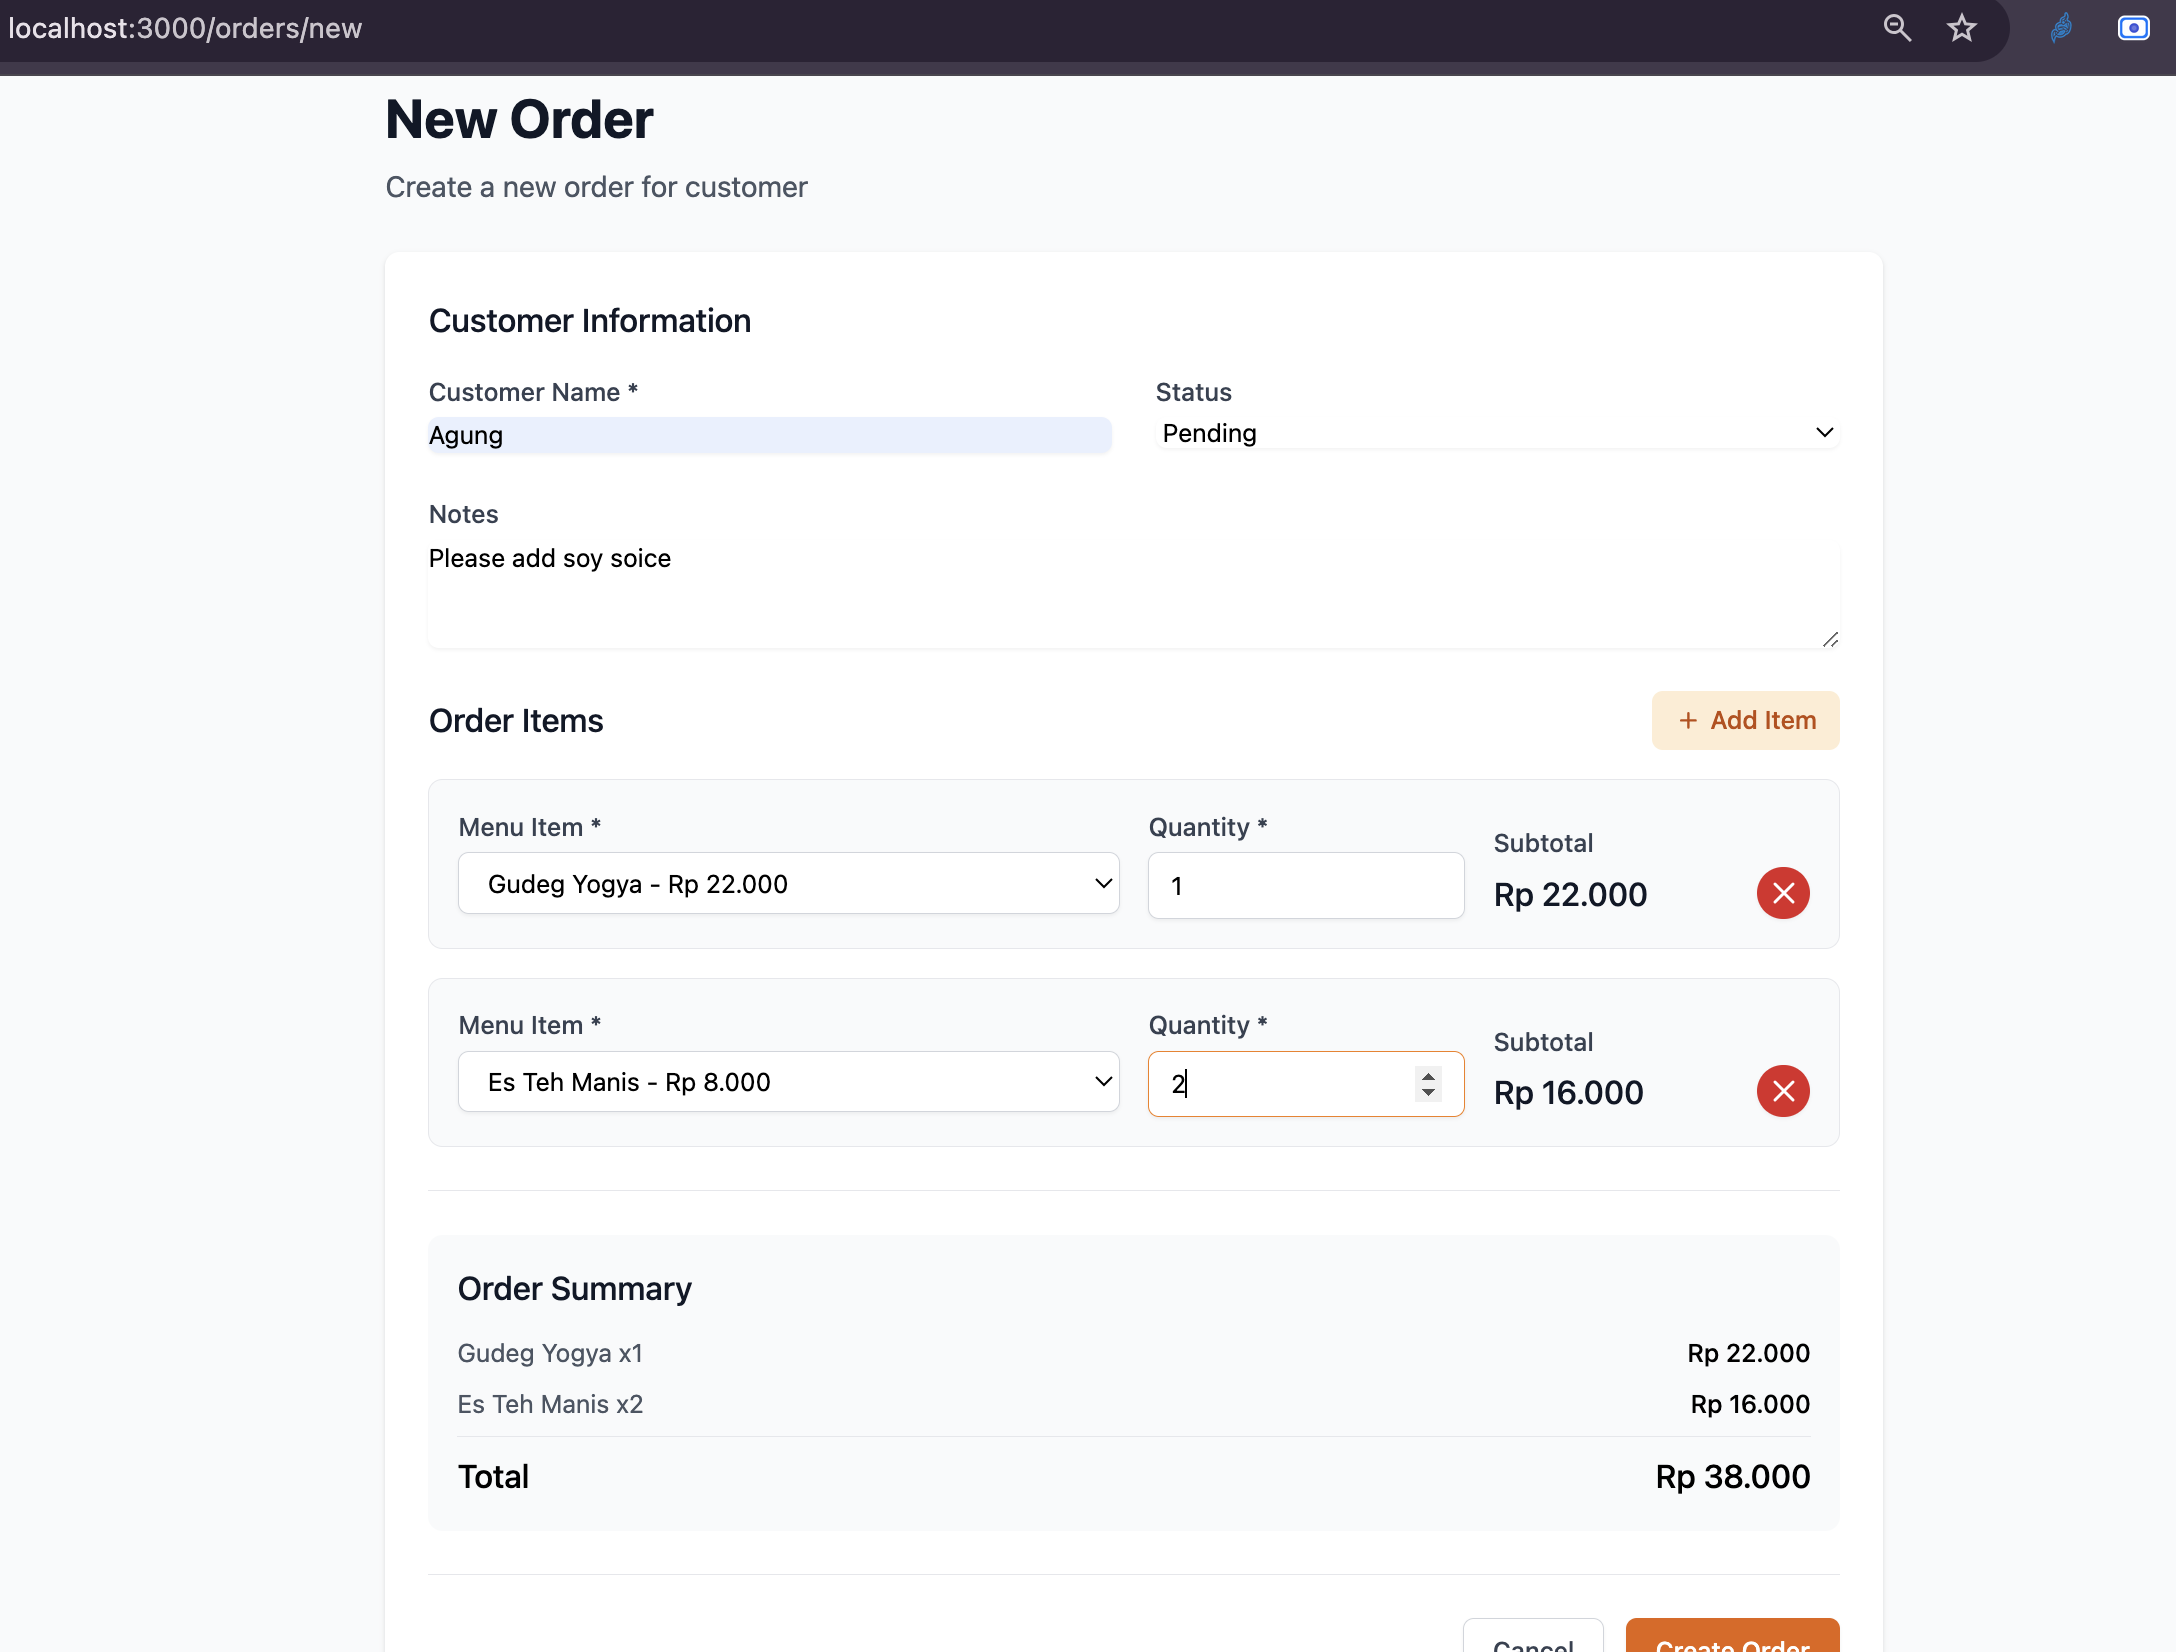 localhost:3000/orders/new
New Order
Create a new order for customer
Customer Information
Customer Name *
Status
Agung
Pending
Notes
Please add soy soice
Order Items
+ Add Item
Menu Item *
Quantity *
Subtotal
Gudeg Yogya - Rp 22.000
1
Rp 22.000
Menu Item *
Quantity *
Subtotal
Es Teh Manis - Rp 8.000
2
Rp 16.000
Order Summary
Gudeg Yogya x1
Rp 22.000
Es Teh Manis x2
Rp 16.000
Total
Rp 38.000
Cancel
Create Order